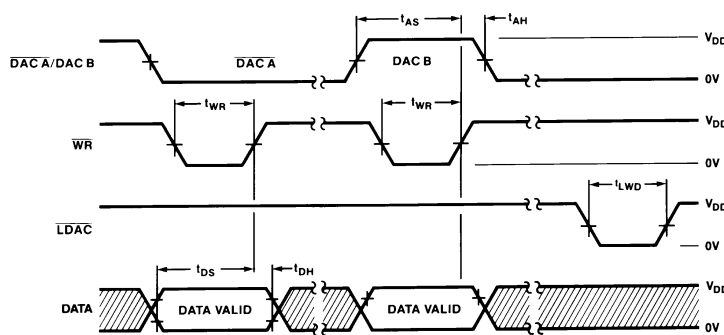 t_AS t_AH
V_DD
DAC A/DAC B DAC A DAC B
0V
t_WR t_WR
V_DD
WR
0V
t_LWD
V_DD
LDAC
0V
t_DS t_DH
V_DD
DATA DATA VALID DATA VALID
0V